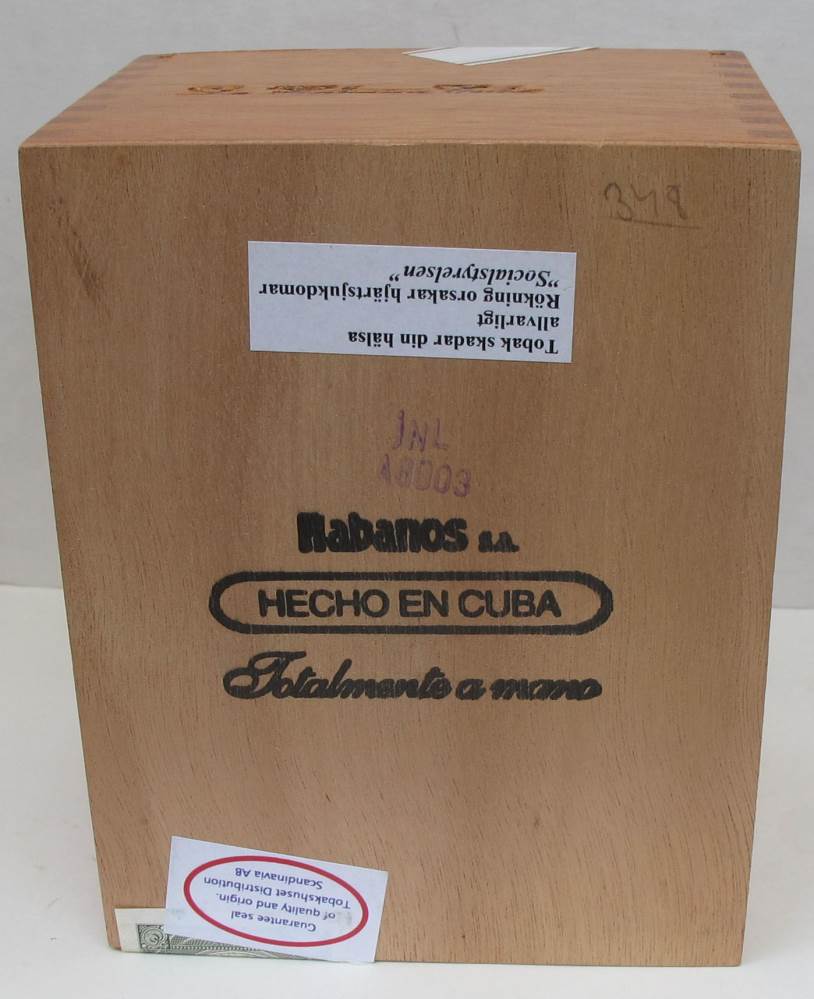 348
Tobak skadar din hälsa
allvarligt
Rökning orsakar hjärtsjukdomar
”Socialstyrelsen”
JNL
A8003
Habanos s.a.
HECHO EN CUBA
Totalmente a mano
Guarantee seal
of quality and origin.
Tobakshuset Distribution
Scandinavia AB